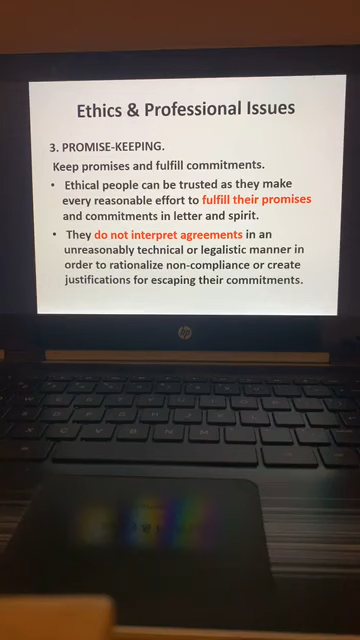 Ethics & Professional Issues
3. PROMISE-KEEPING.
Keep promises and fulfill commitments.
• Ethical people can be trusted as they make
every reasonable effort to fulfill their promises
and commitments in letter and spirit.
• They do not interpret agreements in an
unreasonably technical or legalistic manner in
order to rationalize non-compliance or create
justifications for escaping their commitments.
hp